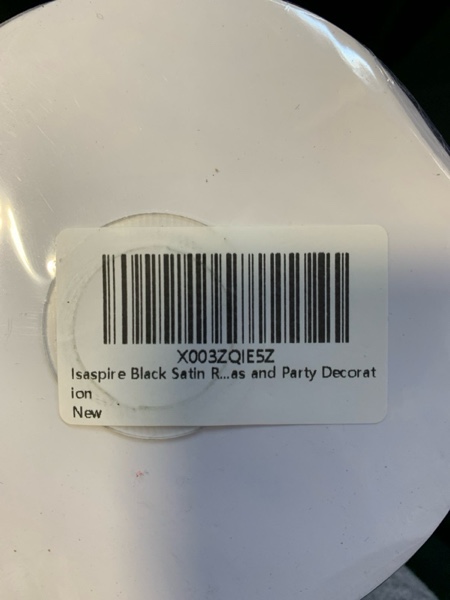 X003ZQIE5Z
Isaspire Black Satin R...as and Party Decorat
ion
New